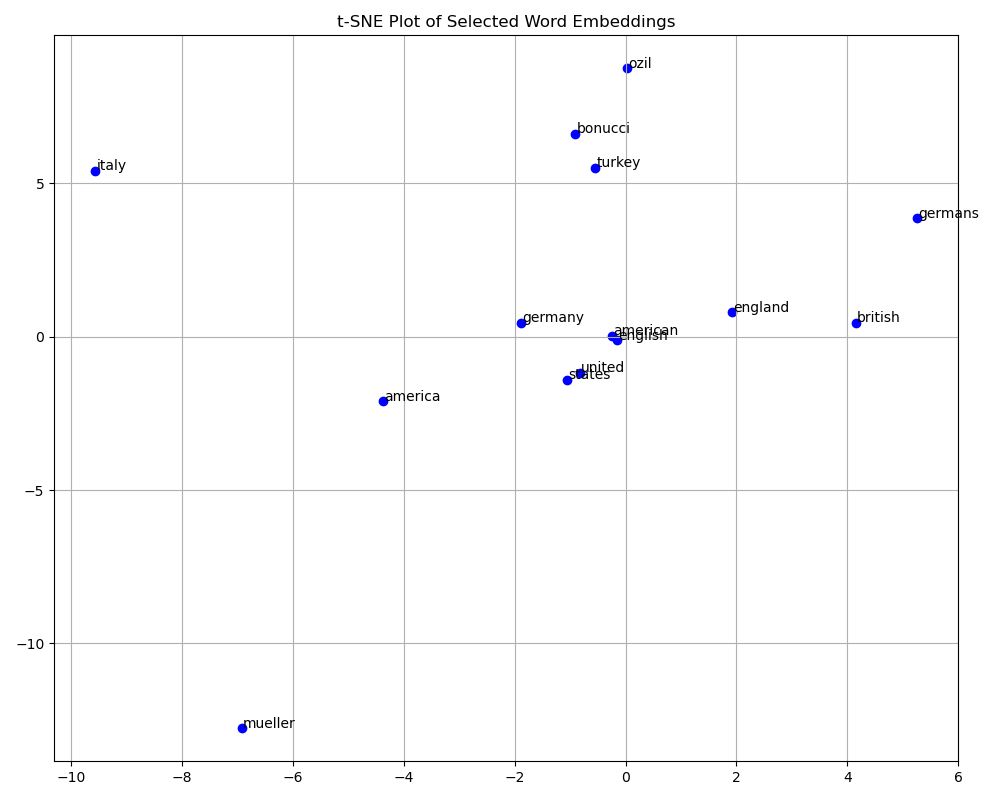 t-SNE Plot of Selected Word Embeddings
ozil
bonucci
turkey
italy
5
germans
england
germany
british
american
0
english
united
states
america
−5
−10
mueller
−10 −8 −6 −4 −2 0 2 4 6